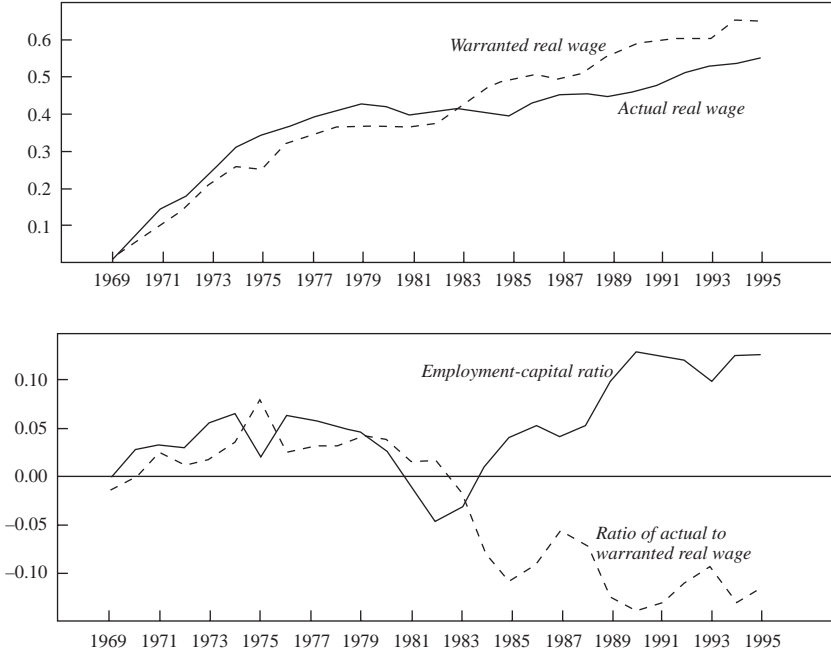 0.6
Warranted real wage
0.5
0.4
Actual real wage
0.3
0.2
0.1
1969 1971 1973 1975 1977 1979 1981 1983 1985 1987 1989 1991 1993 1995
0.10
Employment-capital ratio
0.05
0.00
–0.05
Ratio of actual to
warranted real wage
–0.10
1969 1971 1973 1975 1977 1979 1981 1983 1985 1987 1989 1991 1993 1995